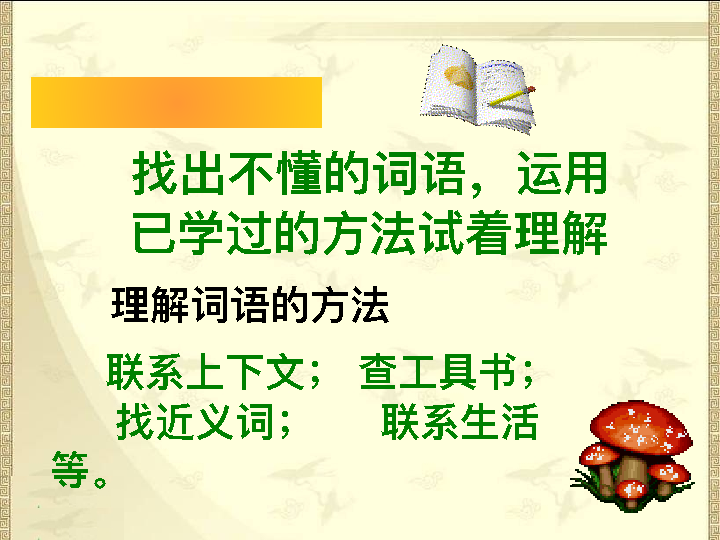 找出不懂的词语，运用
已学过的方法试着理解
理解词语的方法
联系上下文； 查工具书；
找近义词； 联系生活
等。